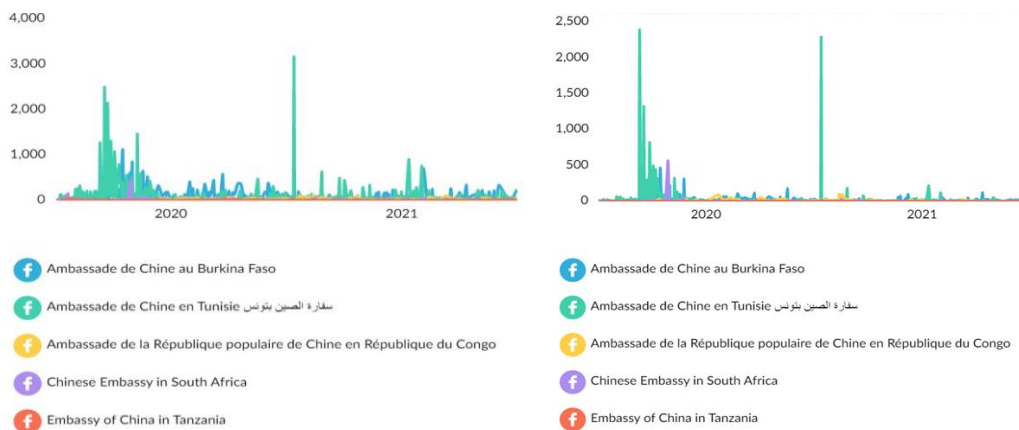 4,000
3,000
2,000
1,000
0
2020
2021
f Ambassade de Chine au Burkina Faso
f Ambassade de Chine en Tunisie سفارة الصين بتونس
f Ambassade de la République populaire de Chine en République du Congo
f Chinese Embassy in South Africa
f Embassy of China in Tanzania
2,500
2,000
1,500
1,000
500
0
2020
2021
f Ambassade de Chine au Burkina Faso
f Ambassade de Chine en Tunisie سفارة الصين بتونس
f Ambassade de la République populaire de Chine en République du Congo
f Chinese Embassy in South Africa
f Embassy of China in Tanzania